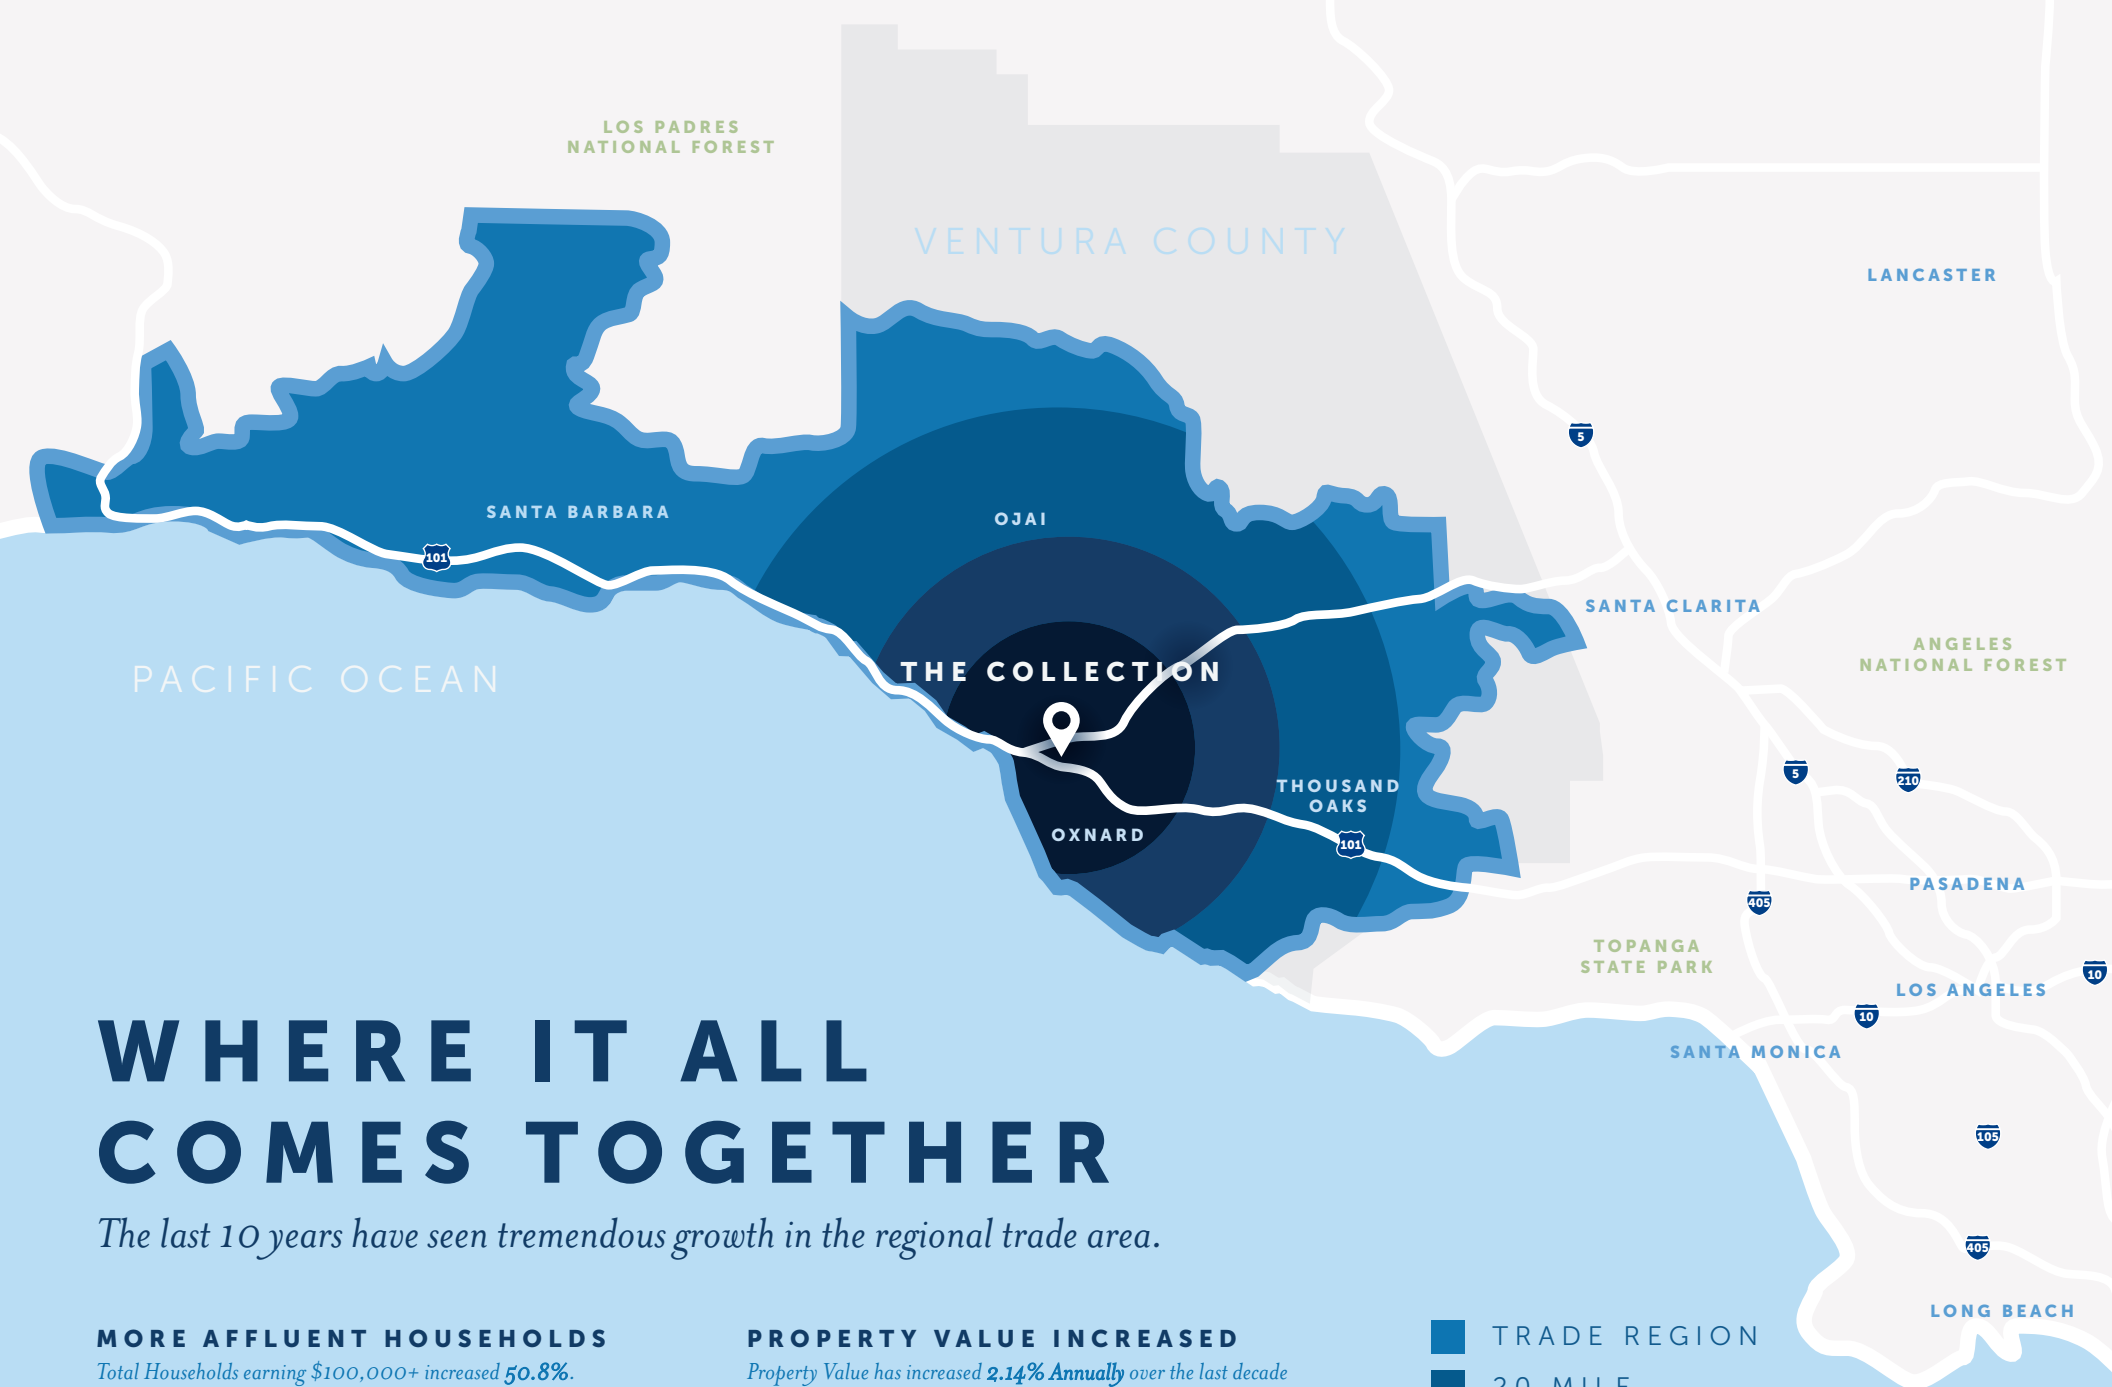 LOS PADRES
NATIONAL FOREST
VENTURA COUNTY
LANCASTER
5
SANTA BARBARA
OJAI
101
SANTA CLARITA
ANGELES
NATIONAL FOREST
PACIFIC OCEAN
THE COLLECTION
THOUSAND
OAKS
5
210
OXNARD
101
PASADENA
405
TOPANGA
STATE PARK
10
LOS ANGELES
10
SANTA MONICA
WHERE IT ALL
COMES TOGETHER
The last 10 years have seen tremendous growth in the regional trade area.
105
405
LONG BEACH
MORE AFFLUENT HOUSEHOLDS
Total Households earning $100,000+ increased 50.8%.
PROPERTY VALUE INCREASED
Property Value has increased 2.14% Annually over the last decade
TRADE REGION
MILE